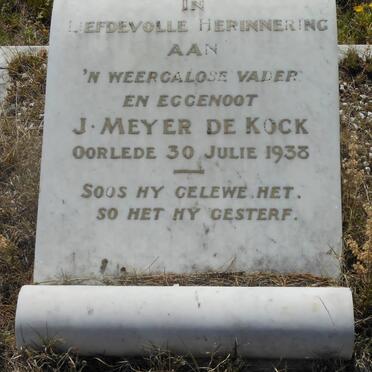 IN
LIEFDEVOLLE HERINNERING
AAN
'N WEERGALOSE VADER
EN EGGENOOT
J. MEYER DE KOCK
OORLEDE 30 JULIE 1938
SOOS HY GELEWE HET.
SO HET HY GESTERF.